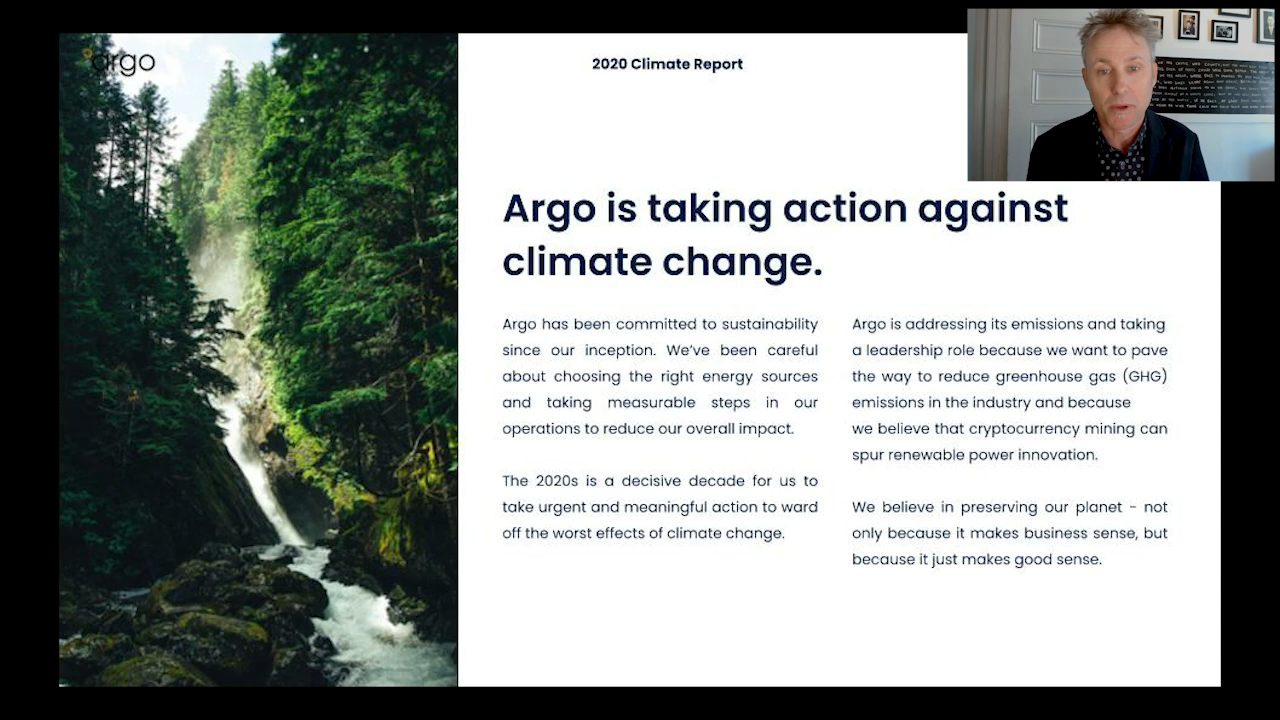 argo
2020 Climate Report
Argo is taking action against
climate change.
Argo has been committed to sustainability
since our inception. We've been careful
about choosing the right energy sources
and taking measurable steps in our
operations to reduce our overall impact.
The 2020s is a decisive decade for us to
take urgent and meaningful action to ward
off the worst effects of climate change.
Argo is addressing its emissions and taking
a leadership role because we want to pave
the way to reduce greenhouse gas (GHG)
emissions in the industry and because
we believe that cryptocurrency mining can
spur renewable power innovation.
We believe in preserving our planet - not
only because it makes business sense, but
because it just makes good sense.